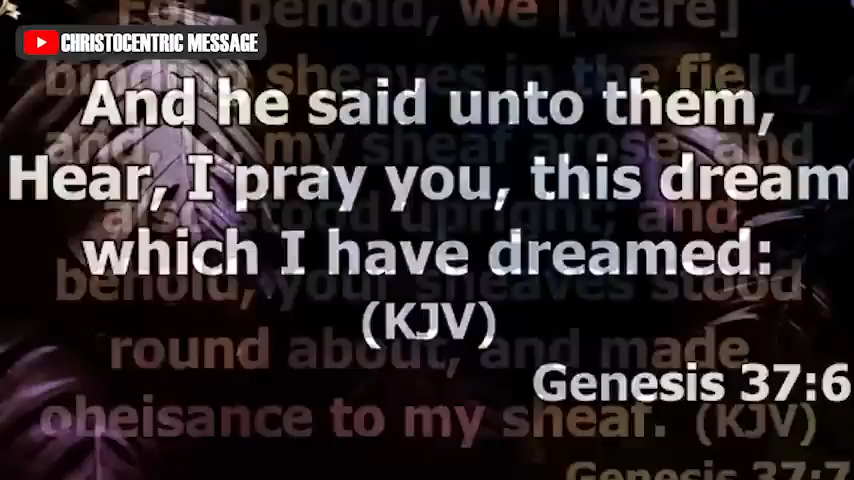 CHRISTOCENTRIC MESSAGE
And he said unto them,
Hear, I pray you, this dream
which I have dreamed:
(KJV)
Genesis 37:6
For behold, we [were]
binding sheaves in the field,
and, lo, my sheaf arose, and
also stood upright; and,
behold, your sheaves stood
round about, and made
obeisance to my sheaf. (KJV)
Genesis 37:7